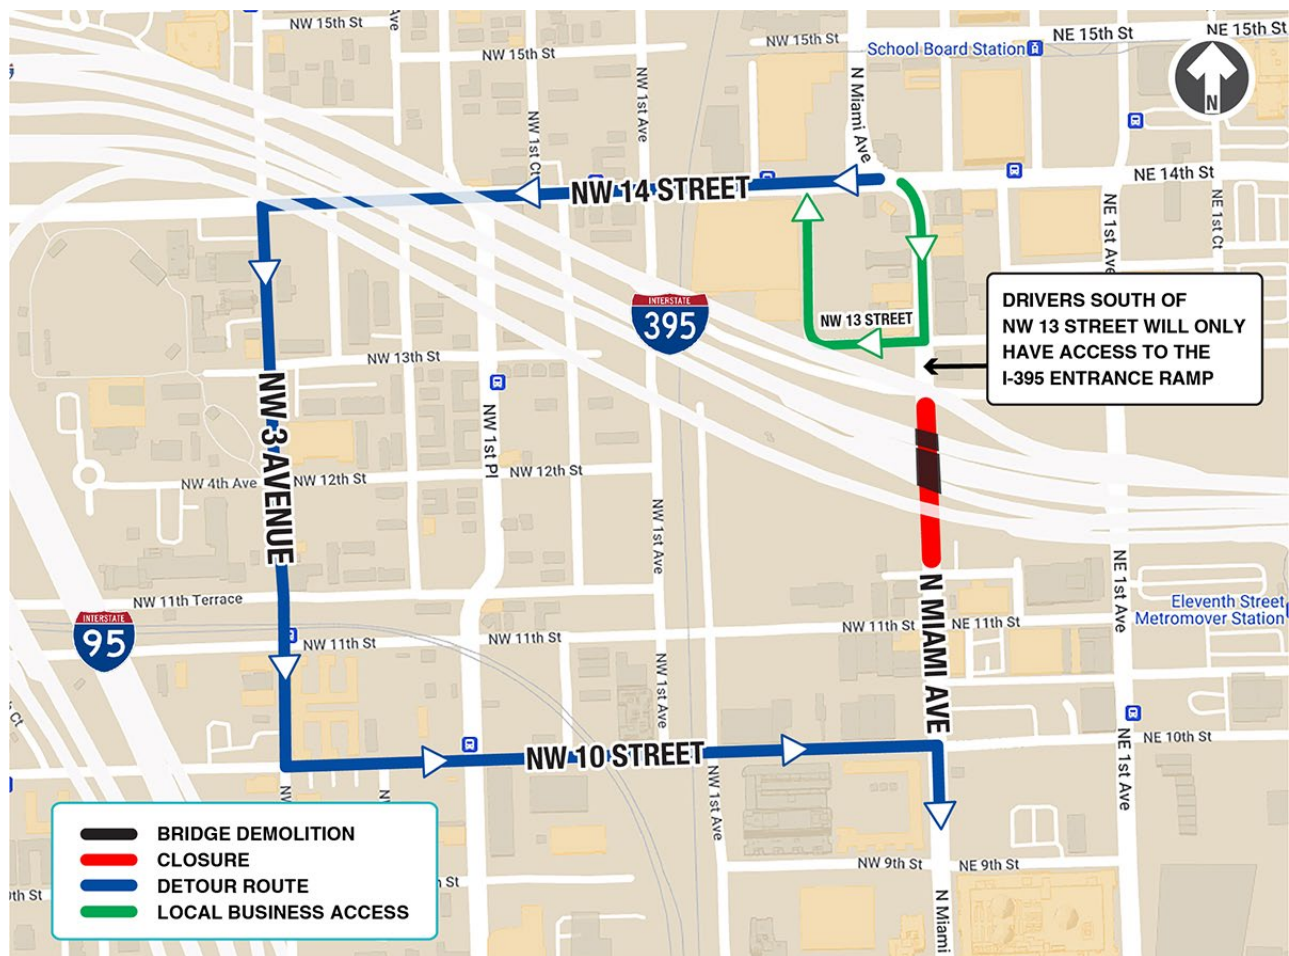 NW 15th St
Ave
NW 15th St
NW 15th St
NE 15th St
NE 15th St
School Board Station
N
N Miami Ave
NW 1st Ave
NW 1st Ct
NW 14 STREET
NE 14th St
NE 1st Ave
NE 1st Ct
INTERSTATE
395
NW 13 STREET
DRIVERS SOUTH OF
NW 13 STREET WILL ONLY
HAVE ACCESS TO THE
I-395 ENTRANCE RAMP
NW 13th St
NW 3 AVENUE
NW 1st Pl
NW 4th Ave
NW 12th St
NW 12th St
NW 1st Ave
NE 1st Ave
NW 11th Terrace
N MIAMI AVE
Eleventh Street
Metromover Station
INTERSTATE
95
NW 11th St
NW 11th St
NW 11th St
NE 11th St
NW 1st Ave
Ct
NW 10 STREET
NE 10th St
NE 1st Ave
NW
NW 1st Ave
BRIDGE DEMOLITION
CLOSURE
DETOUR ROUTE
LOCAL BUSINESS ACCESS
h St
9th St
NW 9th St
NE 9th St
N Miami